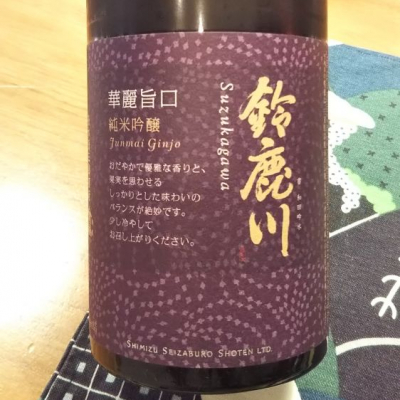 華麗旨口
純米吟醸
Junmai Ginjo
おだやかで優雅な香りと、
果実を思わせる
しっかりとした味わいの
バランスが絶妙です。
少し冷やして
お召し上がりください。
鈴鹿川
Suzukagawa
SHIMIZU SEIZABURO SHOTEN LTD.